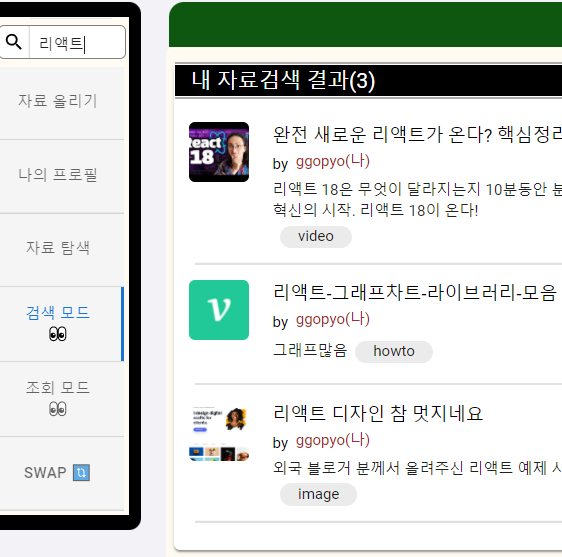 리액트
자료 올리기
나의 프로필
자료 탐색
검색 모드
조회 모드
SWAP
내 자료검색 결과(3)
React
18
완전 새로운 리액트가 온다? 핵심정리
by ggopyo(나)
리액트 18은 무엇이 달라지는지 10분동안 분
혁신의 시작. 리액트 18이 온다!
video
v
리액트-그래프차트-라이브러리-모음
by ggopyo(나)
그래프많음 howto
리액트 디자인 참 멋지네요
by ggopyo(나)
외국 블로거 분께서 올려주신 리액트 예제 시
image